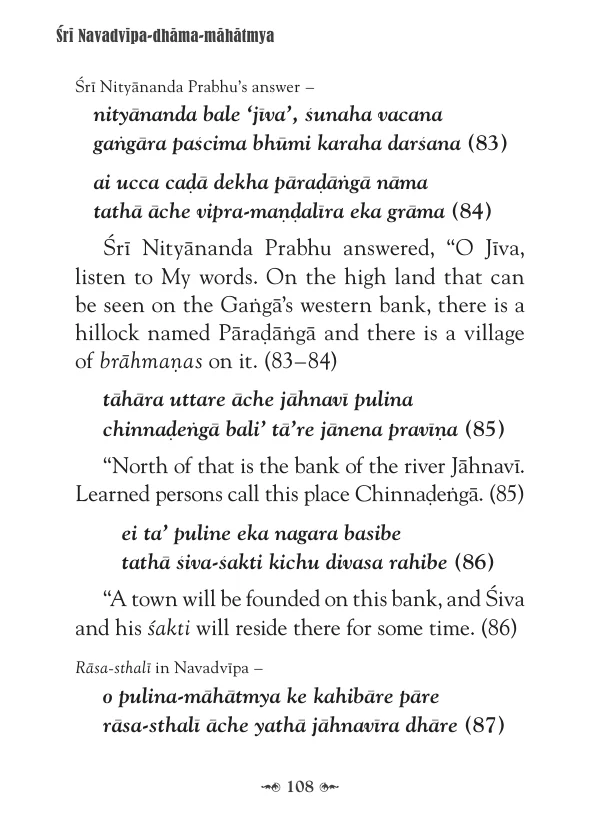 Śrī Navadvīpa-dhāma-māhātmya
Śrī Nityānanda Prabhu’s answer –
nityānanda bale ‘jīva’, śunaha vacana
gaṅgāra paścima bhūmi karaha darśana (83)
ai ucca caḍā dekha pāraḍāṅgā nāma
tathā āche vipra-maṇḍalīra eka grāma (84)
Śrī Nityānanda Prabhu answered, “O Jīva,
listen to My words. On the high land that can
be seen on the Gaṅgā’s western bank, there is a
hillock named Pāraḍāṅgā and there is a village
of brāhmaṇas on it. (83–84)
tāhāra uttare āche jāhnavī pulina
chinnaḍeṅgā bali’ tā’re jānena pravīṇa (85)
“North of that is the bank of the river Jāhnavī.
Learned persons call this place Chinnaḍeṅgā. (85)
ei ta’ puline eka nagara basibe
tathā śiva-śakti kichu divasa rahibe (86)
“A town will be founded on this bank, and Śiva
and his śakti will reside there for some time. (86)
Rāsa-sthalī in Navadvīpa –
o pulina-māhātmya ke kahibāre pāre
rāsa-sthalī āche yathā jāhnavīra dhāre (87)
108